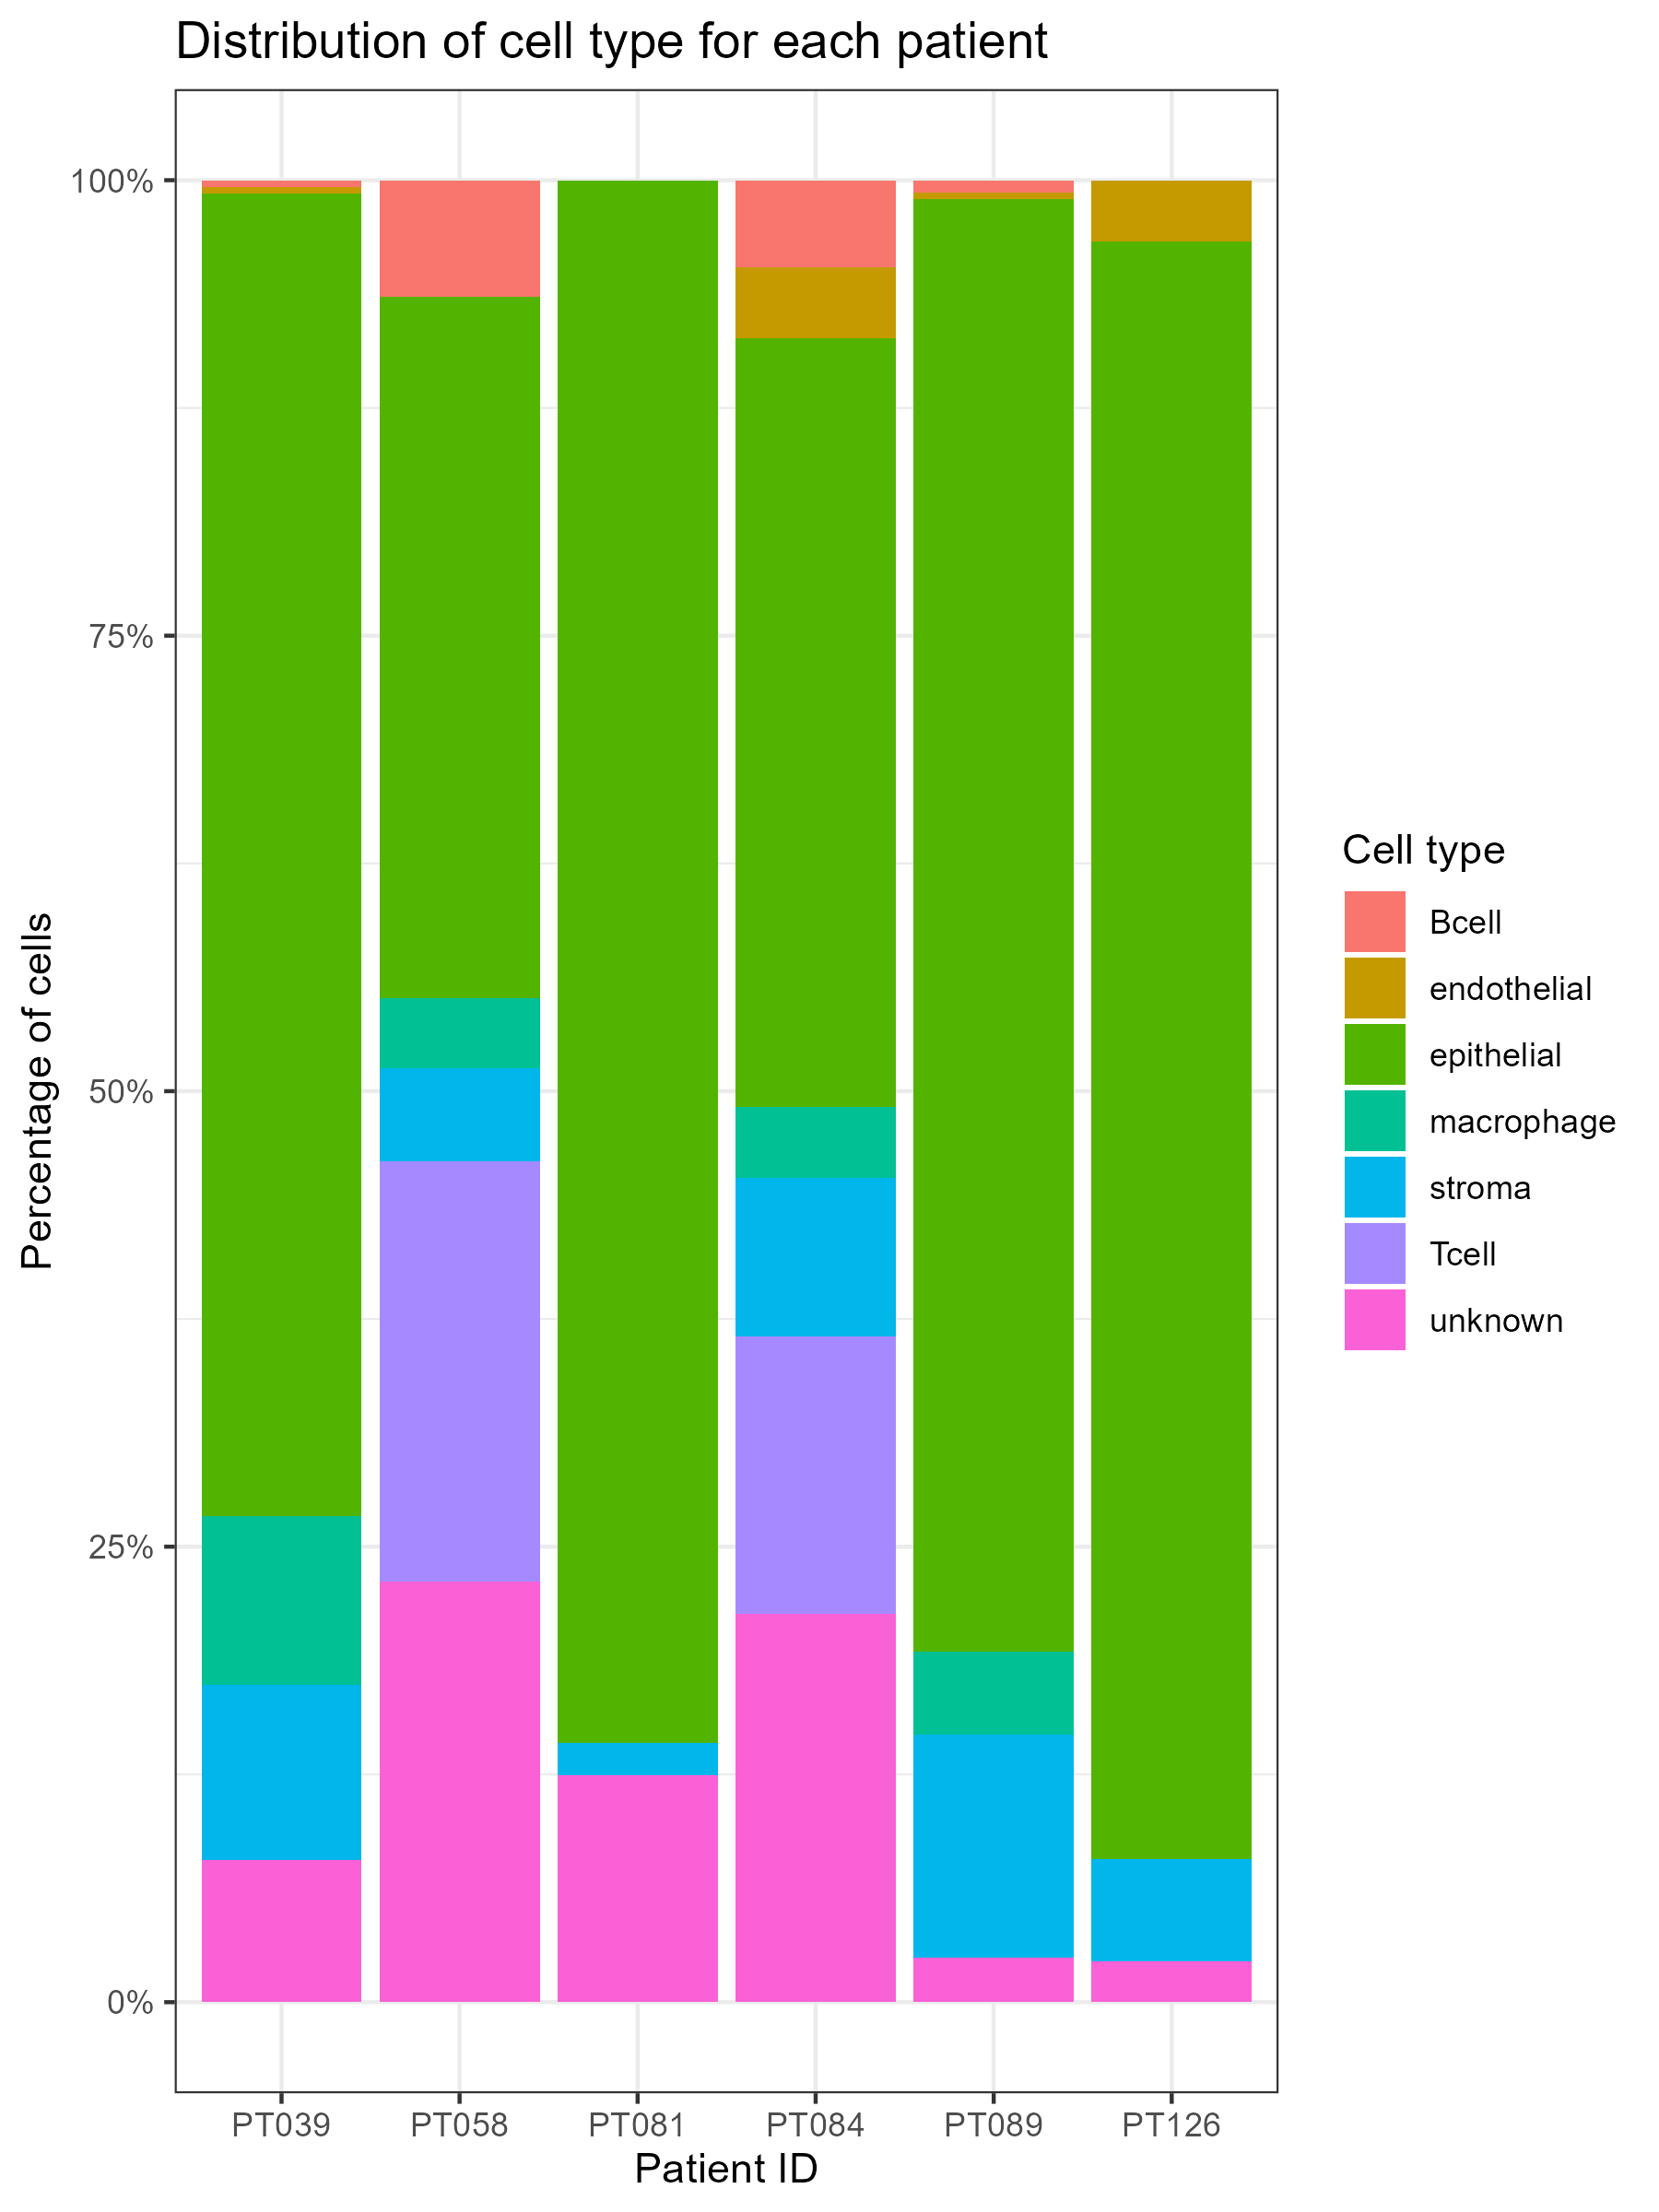 Distribution of cell type for each patient
Percentage of cells
100%
75%
50%
25%
0%
PT039
PT058
PT081
PT084
PT089
PT126
Patient ID
Cell type
Bcell
endothelial
epithelial
macrophage
stroma
Tcell
unknown